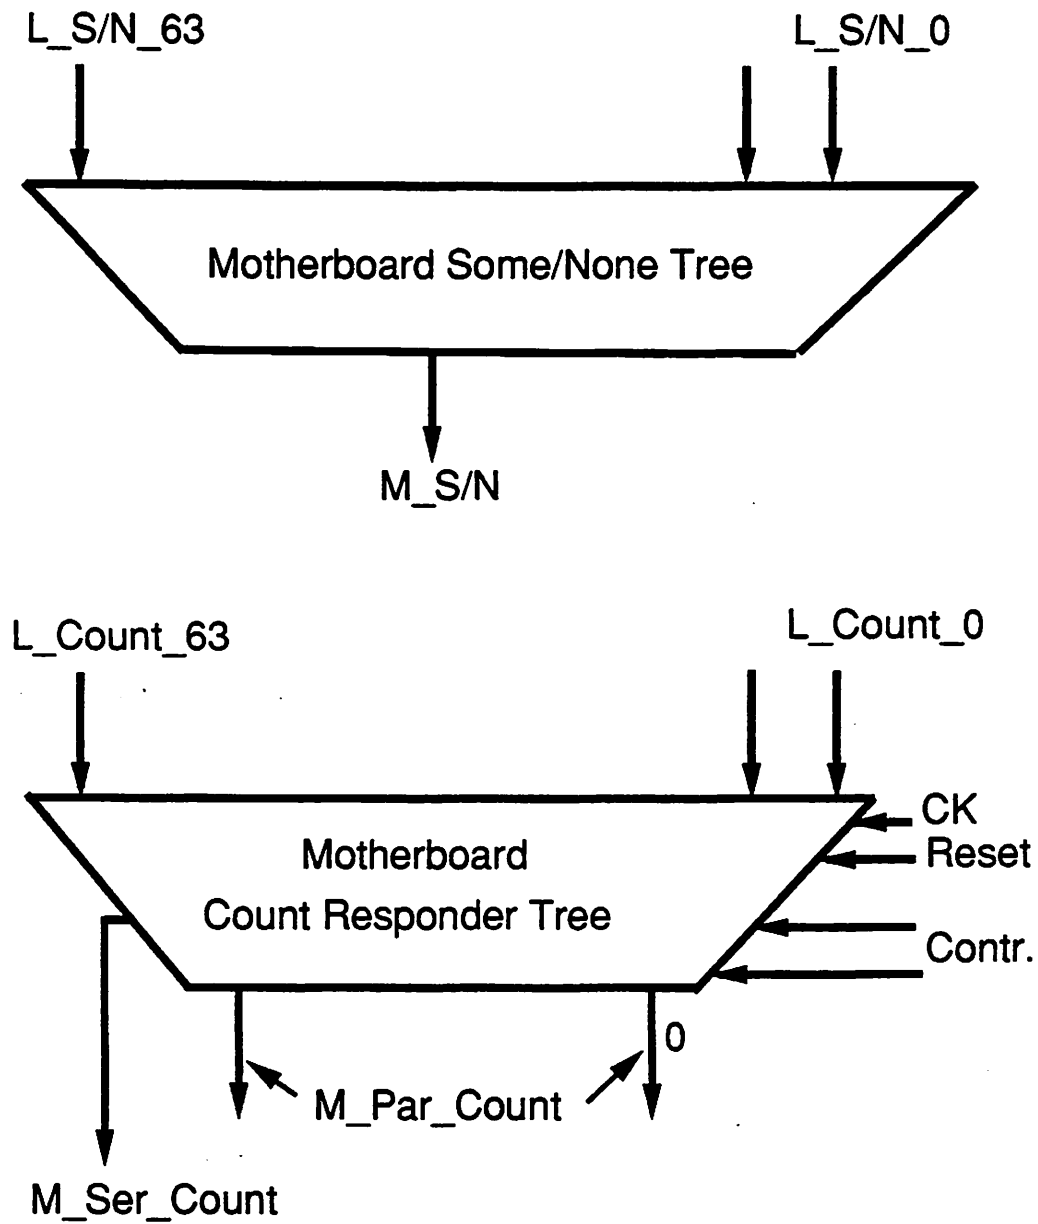 L_S/N_63
L_S/N_0
Motherboard Some/None Tree
M_S/N
L_Count_63
L_Count_0
CK
Reset
Motherboard
Count Responder Tree
Contr.
0
M_Par_Count
M_Ser_Count